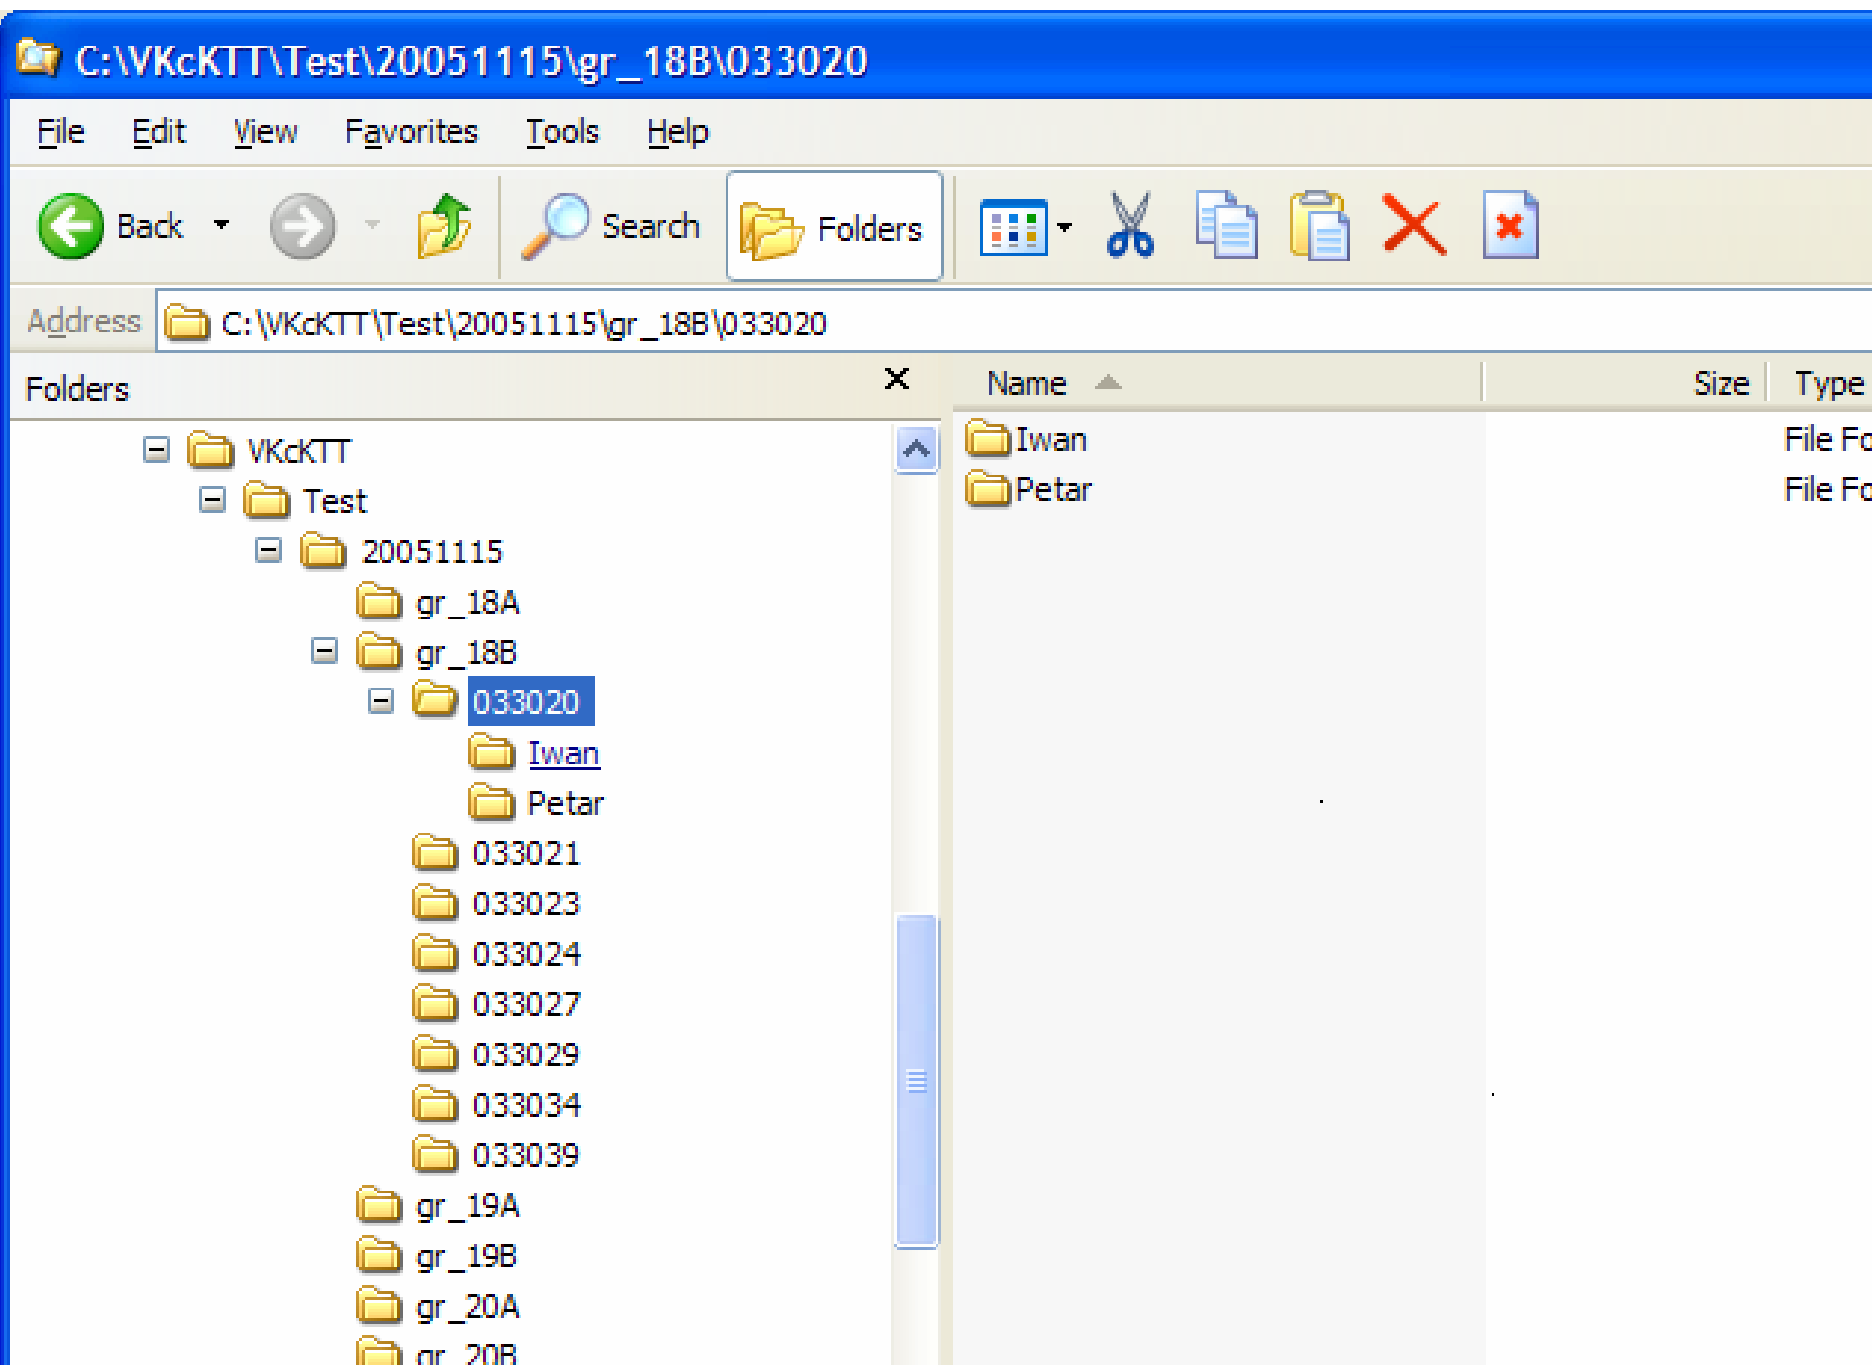 C:\VKcKTT\Test\20051115\gr_18B\033020
File Edit View Favorites Tools Help
Back Search Folders
Address C:\VKcKTT\Test\20051115\gr_18B\033020
Folders Name Size Type
VKcKTT
Test
20051115
gr_18A
gr_18B
033020
Iwan
Petar
033021
033023
033024
033027
033029
033034
033039
gr_19A
gr_19B
gr_20A
gr_20B
Iwan File Fo
Petar File Fo